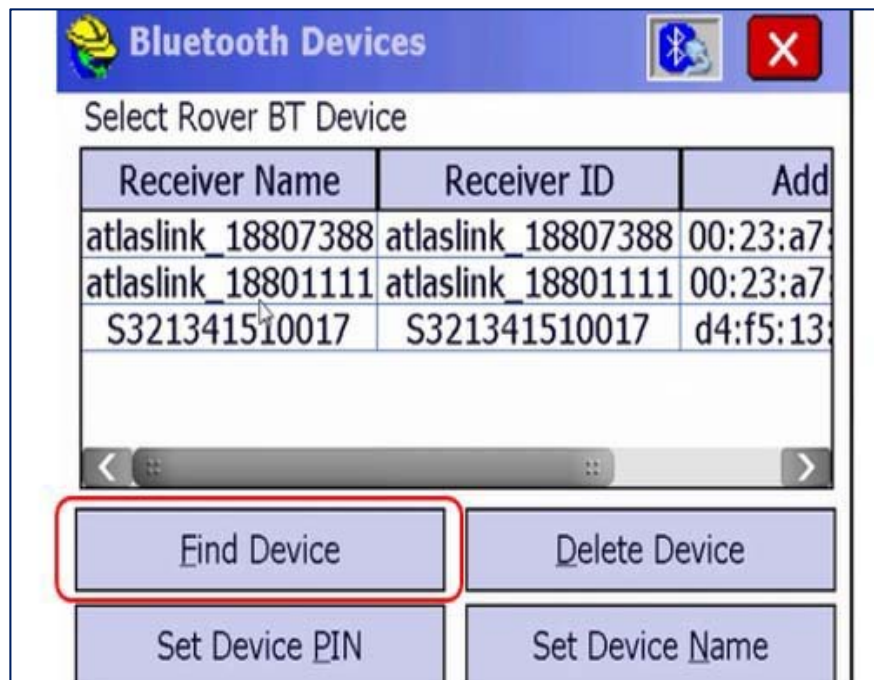 Bluetooth Devices
Select Rover BT Device
Receiver Name Receiver ID Add
atlaslink_18807388 atlaslink_18807388 00:23:a7:
atlaslink_18801111 atlaslink_18801111 00:23:a7:
S321341510017 S321341510017 d4:f5:13:
Find Device Delete Device
Set Device PIN Set Device Name